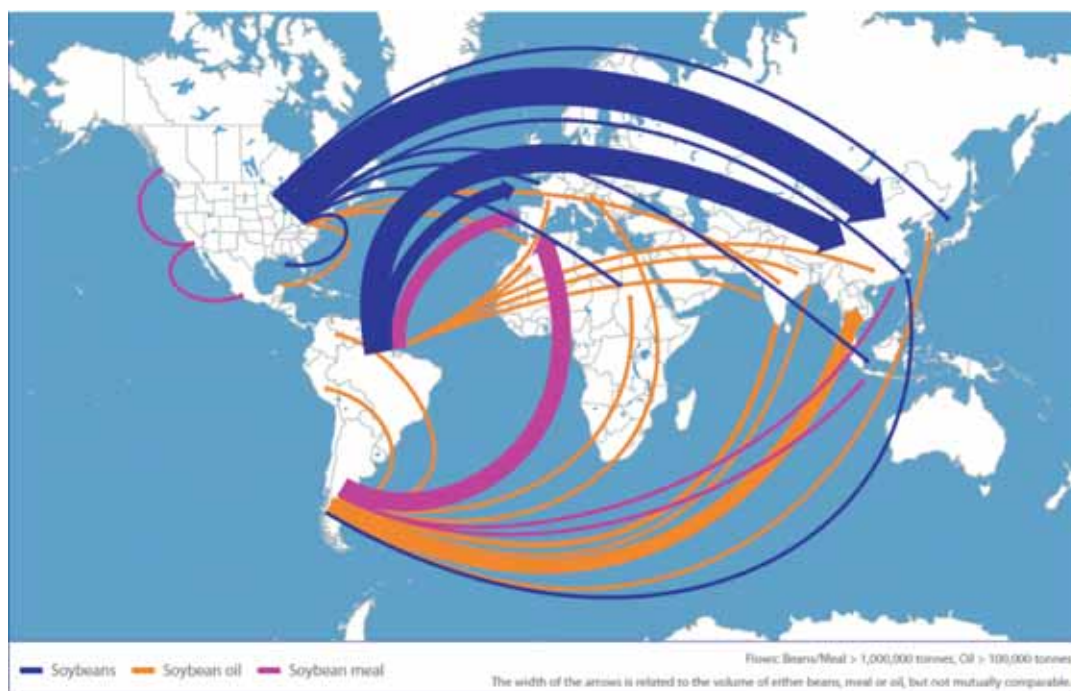 Soybeans Soybean oil Soybean meal
Flows: Beans/Meal > 1,000,000 tonnes, Oil > 100,000 tonnes
The width of the arrows is related to the volume of either beans, meal or oil, but not mutually comparable.